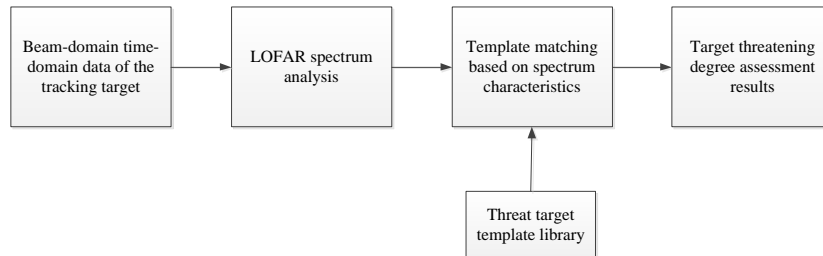 Beam-domain time-
domain data of the
tracking target
LOFAR spectrum
analysis
Template matching
based on spectrum
characteristics
Target threatening
degree assessment
results
Threat target
template library